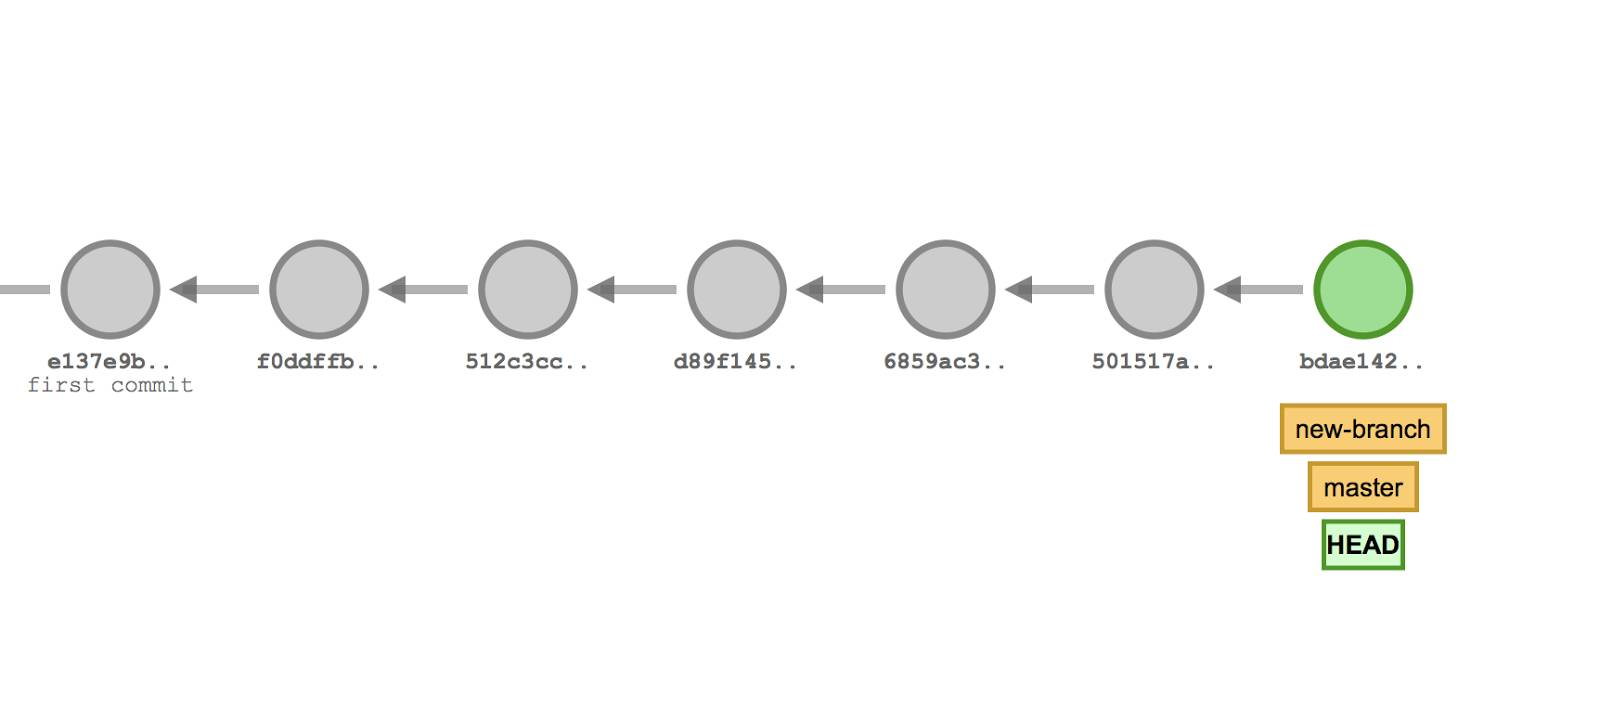 e137e9b.. f0ddffb.. 512c3cc.. d89f145.. 6859ac3.. 501517a.. bdae142..
first commit
new-branch
master
HEAD